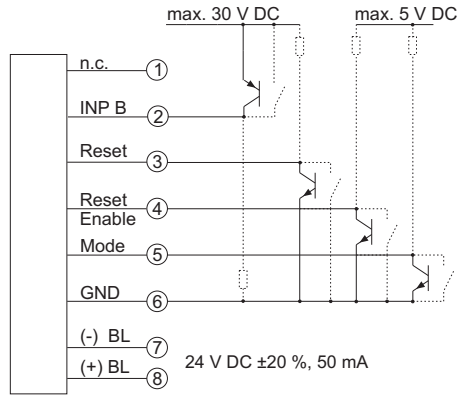 max. 30 V DC
max. 5 V DC
n.c.
1
INP B
2
Reset
3
Reset
Enable
4
Mode
5
GND
6
(-) BL
7
24 V DC ±20 %, 50 mA
(+) BL
8